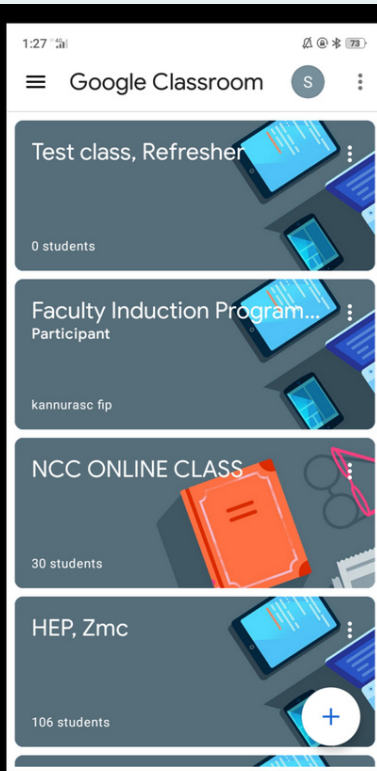 1:27
73
Google Classroom
S
Test class, Refresher
0 students
Faculty Induction Program...
Participant
kannurasc fip
NCC ONLINE CLASS
30 students
HEP, Zmc
106 students